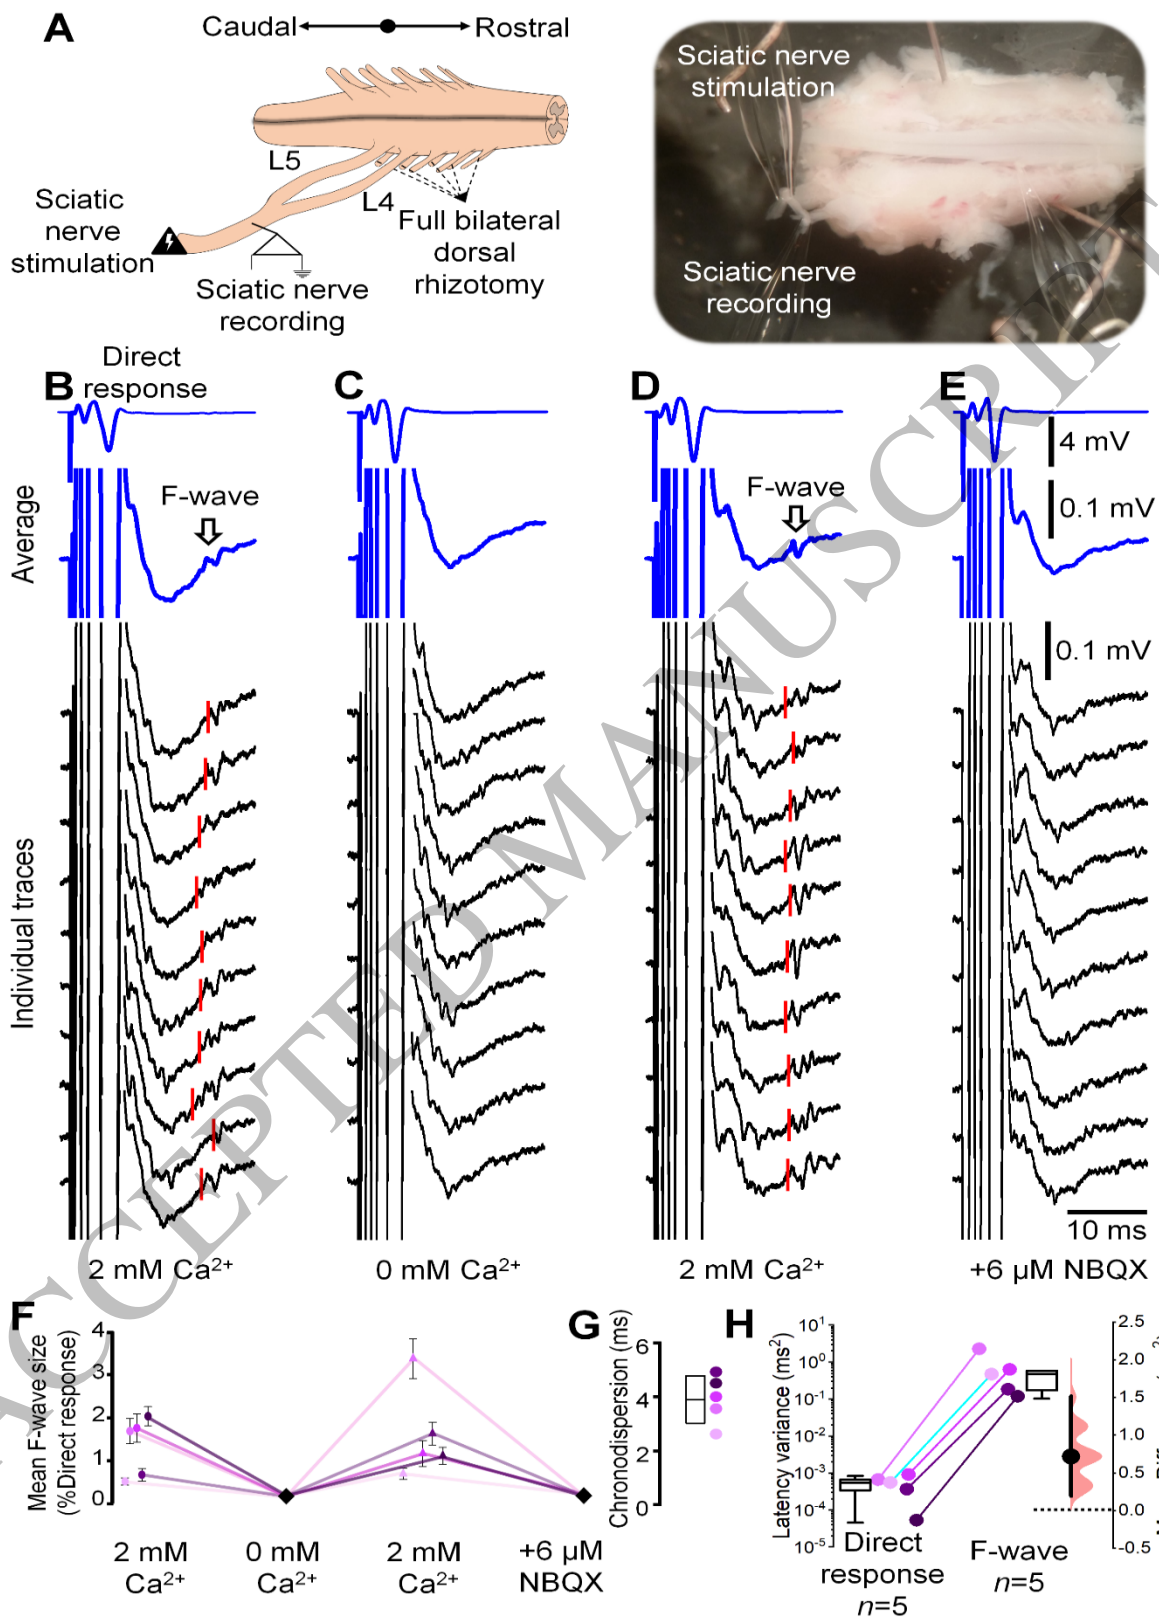 A
Caudal
Rostral
L5
L4
Sciatic
nerve
stimulation
Sciatic nerve
recording
Full bilateral
dorsal
rhizotomy
Sciatic nerve
stimulation
Sciatic nerve
recording
B
Direct
response
C
D
E
4 mV
Average
F-wave
F-wave
0.1 mV
0.1 mV
Individual traces
10 ms
2 mM Ca²⁺
0 mM Ca²⁺
2 mM Ca²⁺
+6 µM NBQX
F
Mean F-wave size
(%Direct response)
4
3
2
1
0
2 mM
Ca²⁺
0 mM
Ca²⁺
2 mM
Ca²⁺
+6 µM
NBQX
G
Chronodispersion (ms)
6
4
2
0
H
Latency variance (ms²)
10¹
10⁰
10⁻¹
10⁻²
10⁻³
10⁻⁴
10⁻⁵
Direct
response
n=5
F-wave
n=5
2.5
2.0
1.5
1.0
0.5
0.0
-0.5
ACCEPTED MANUSCRIPT